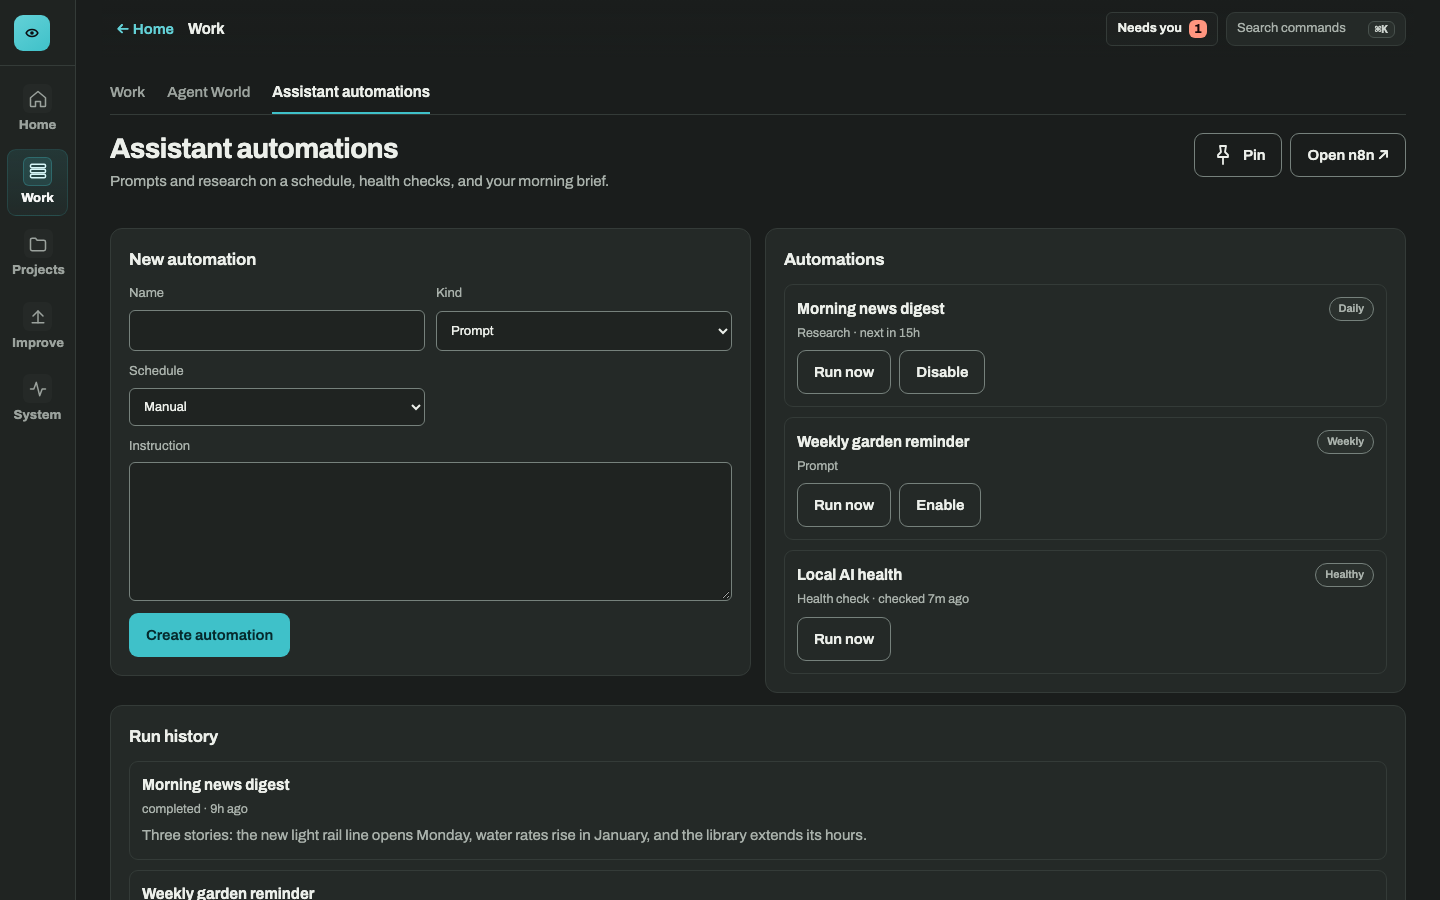 ← Home Work
Needs you 1
Search commands ⌘K
Home
Work
Projects
Improve
System
Work Agent World Assistant automations
Assistant automations
Prompts and research on a schedule, health checks, and your morning brief.
Pin
Open n8n ↗
New automation
Name
Kind
Prompt
Schedule
Manual
Instruction
Create automation
Automations
Morning news digest
Daily
Research · next in 15h
Run now Disable
Weekly garden reminder
Weekly
Prompt
Run now Enable
Local AI health
Healthy
Health check · checked 7m ago
Run now
Run history
Morning news digest
completed · 9h ago
Three stories: the new light rail line opens Monday, water rates rise in January, and the library extends its hours.
Weekly garden reminder